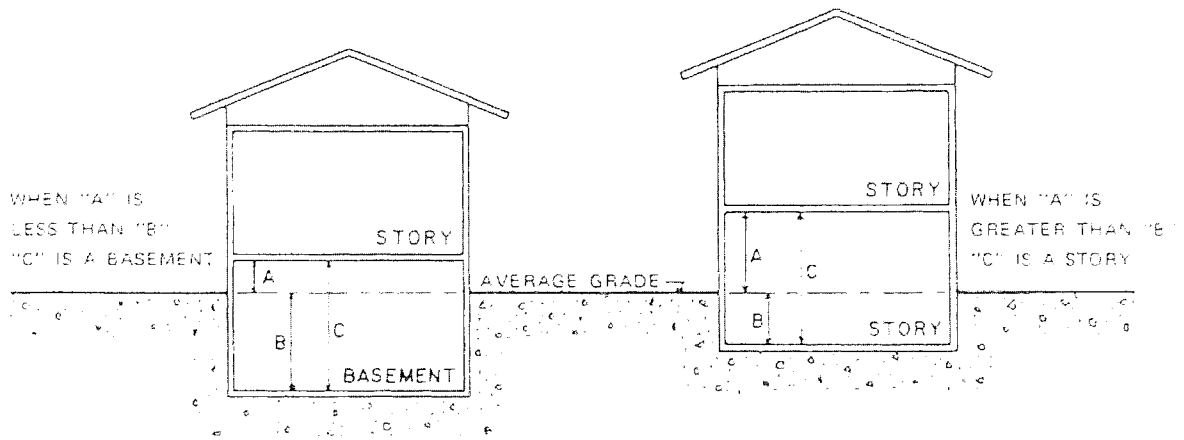 STORY
WHEN "A" IS
LESS THAN "B"
"C" IS A BASEMENT
STORY
WHEN "A" IS
GREATER THAN "B"
"C" IS A STORY
A
AVERAGE GRADE
A
C
B
C
B
STORY
BASEMENT